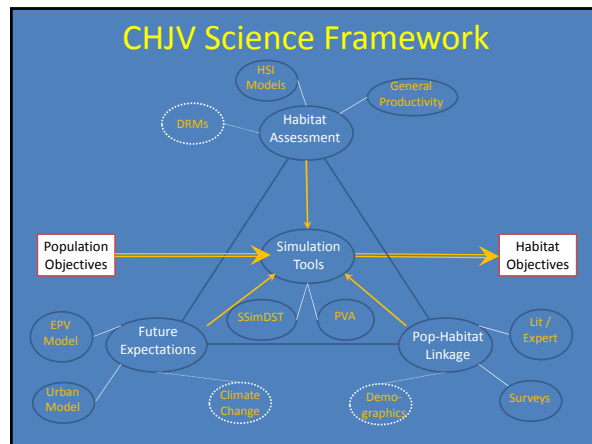 CHJV Science Framework
HSI
Models
General
Productivity
DRMs
Habitat
Assessment
Population
Objectives
Simulation
Tools
Habitat
Objectives
EPV
Model
Future
Expectations
SSimDST
PVA
Pop-Habitat
Linkage
Lit /
Expert
Urban
Model
Climate
Change
Demo-
graphics
Surveys